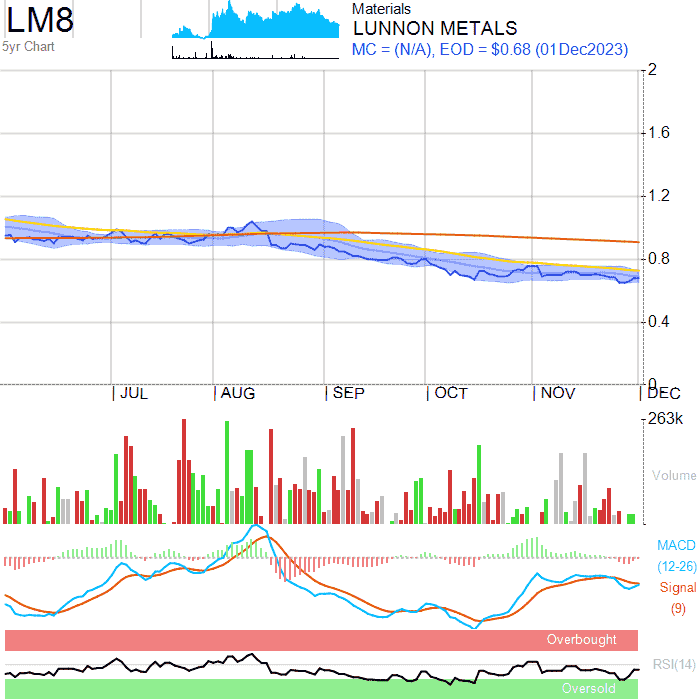 LM8
5yr Chart
Materials
LUNNON METALS
MC = (N/A), EOD = $0.68 (01Dec2023)
2
1.6
1.2
0.8
0.4
0
JUL AUG SEP OCT NOV DEC
263k
Volume
MACD
(12-26)
Signal
(9)
Overbought
RSI(14)
Oversold